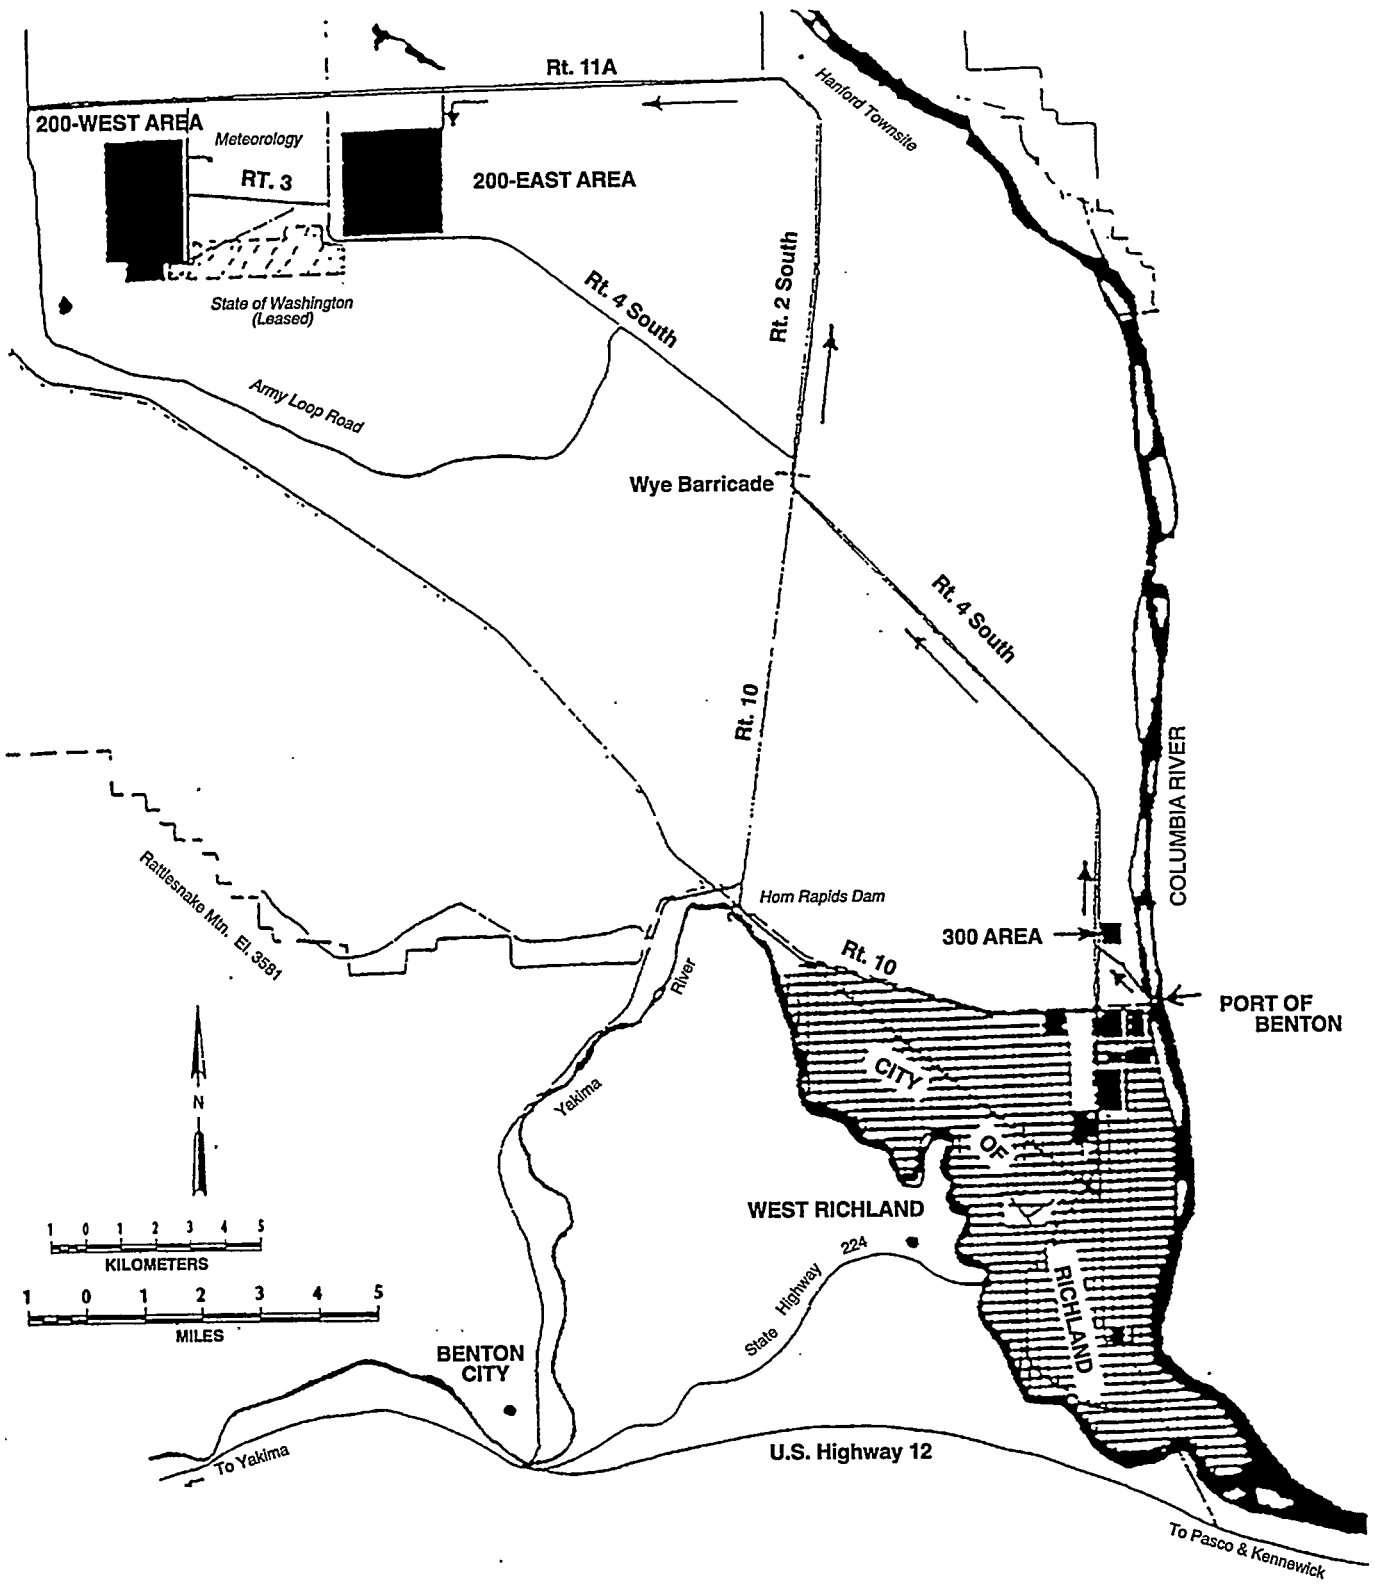 Rt. 11A
Hanford Townsite
200-WEST AREA
Meteorology
RT. 3
200-EAST AREA
Rt. 2 South
Rt. 4 South
State of Washington
(Leased)
Army Loop Road
Wye Barricade
Rt. 4 South
Rt. 10
COLUMBIA RIVER
Rattlesnake Mtn. El. 3581
Horn Rapids Dam
300 AREA
Rt. 10
River
PORT OF
BENTON
CITY
Yakima
N
OF
WEST RICHLAND
1 0 1 2 3 4 5
KILOMETERS
224
Highway
State
RICHLAND
1 0 1 2 3 4 5
MILES
BENTON
CITY
To Yakima
U.S. Highway 12
To Pasco & Kennewick